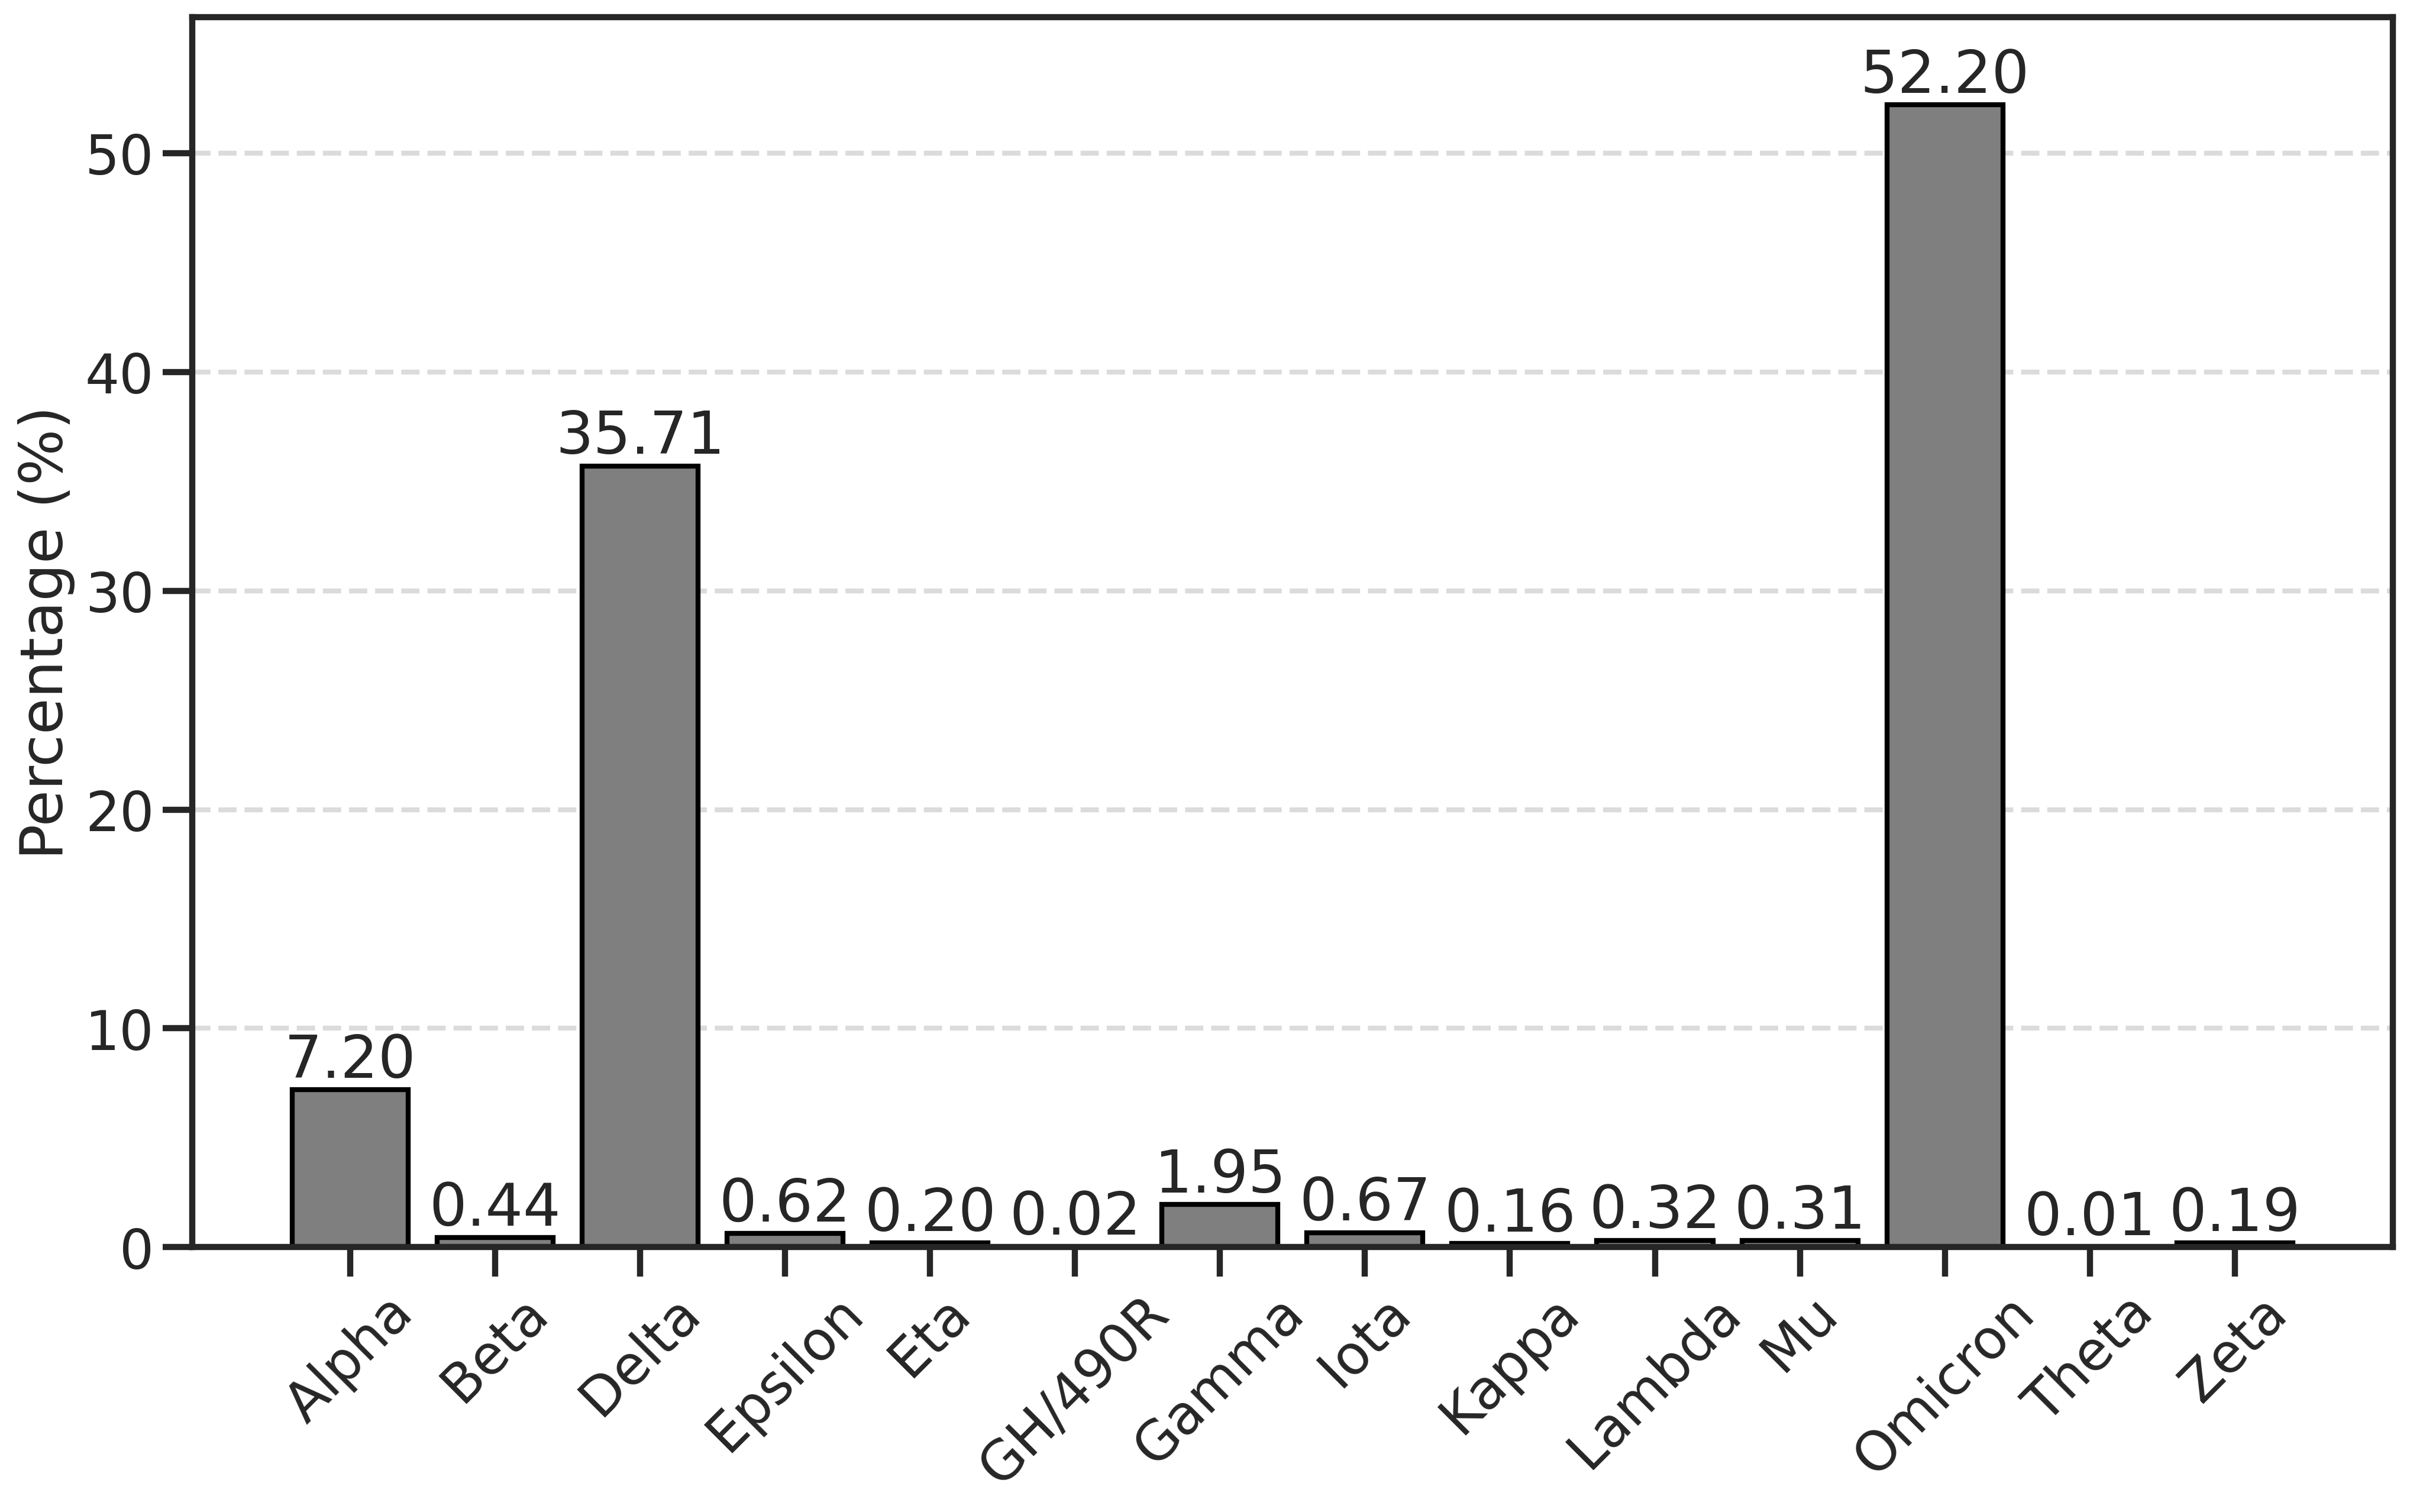 Percentage (%)
50
40
30
20
10
0
7.20
0.44
35.71
0.62
0.20
0.02
1.95
0.67
0.16
0.32
0.31
52.20
0.01
0.19
Alpha
Beta
Delta
Epsilon
Eta
GH/490R
Gamma
Iota
Kappa
Lambda
Mu
Omicron
Theta
Zeta